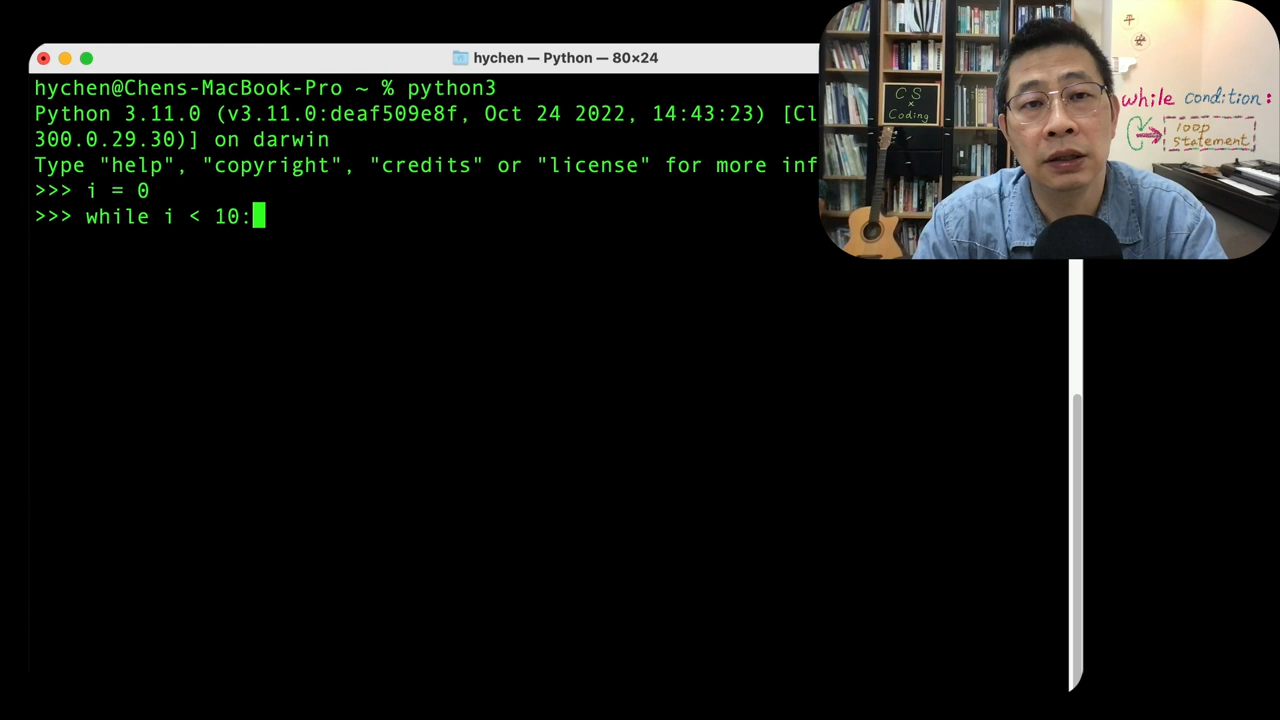 hychen — Python — 80×24
hychen@Chens-MacBook-Pro ~ % python3
Python 3.11.0 (v3.11.0:deaf509e8f, Oct 24 2022, 14:43:23) [Cl
300.0.29.30)] on darwin
Type "help", "copyright", "credits" or "license" for more inf
>>> i = 0
>>> while i < 10:
CS
×
Coding
平
安
while condition:
loop
statement